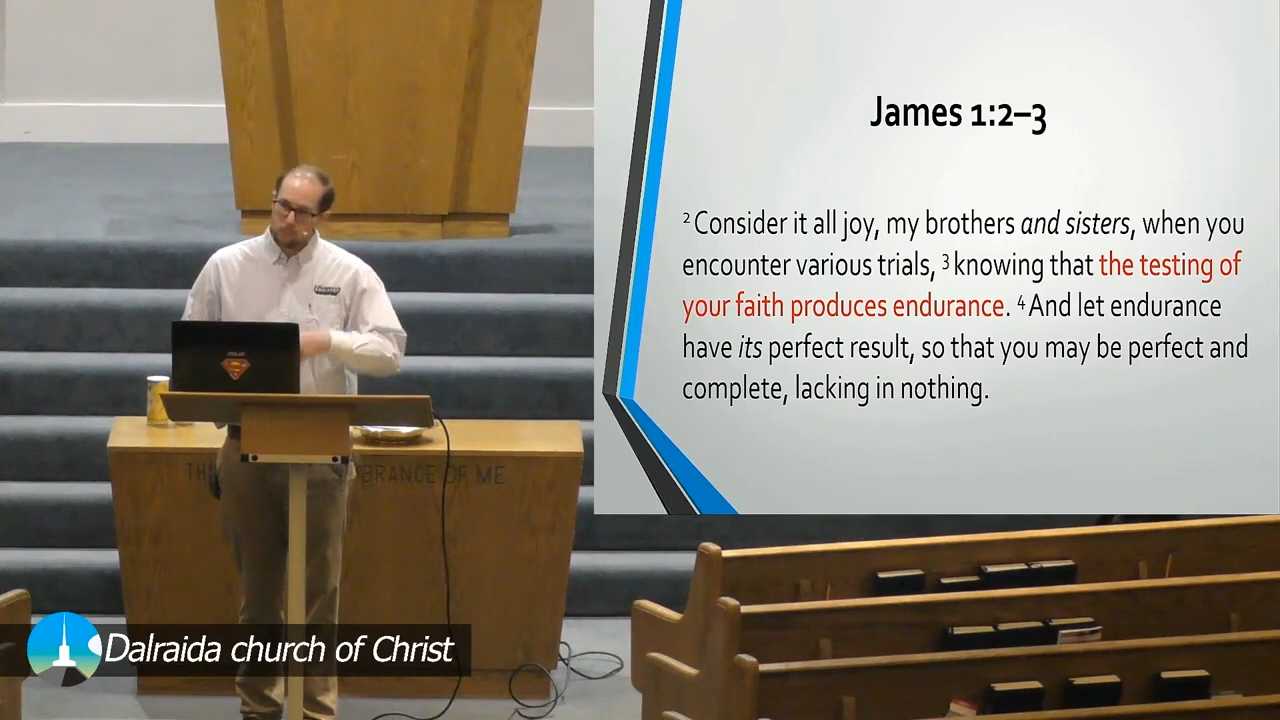 James 1:2–3
² Consider it all joy, my brothers and sisters, when you
encounter various trials, ³ knowing that the testing of
your faith produces endurance. ⁴ And let endurance
have its perfect result, so that you may be perfect and
complete, lacking in nothing.
ASUS
BRANCE OF ME
Dalraida church of Christ